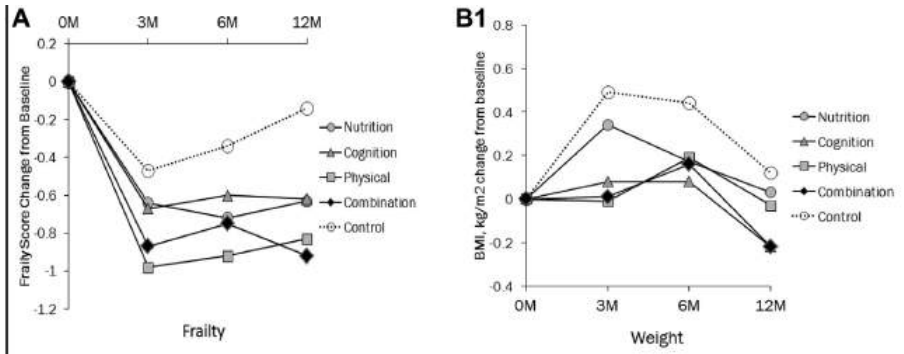 A
0M 3M 6M 12M
0.2
0
-0.2
-0.4
-0.6
-0.8
-1
-1.2
Fraily Score Change from Baseline
Nutrition
Cognition
Physical
Combination
Control
Frailty
B1
0.8
0.6
0.4
0.2
0
-0.2
-0.4
BMI, kg/m2 change from baseline
Nutrition
Cognition
Physical
Combination
Control
0M 3M 6M 12M
Weight